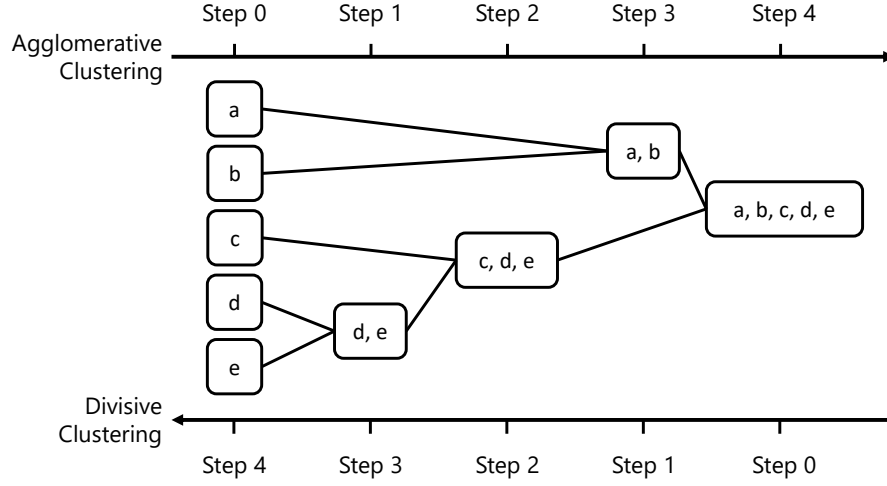 Step 0 Step 1 Step 2 Step 3 Step 4
Agglomerative
Clustering
a
b
a, b
a, b, c, d, e
c
c, d, e
d
d, e
e
Divisive
Clustering
Step 4 Step 3 Step 2 Step 1 Step 0